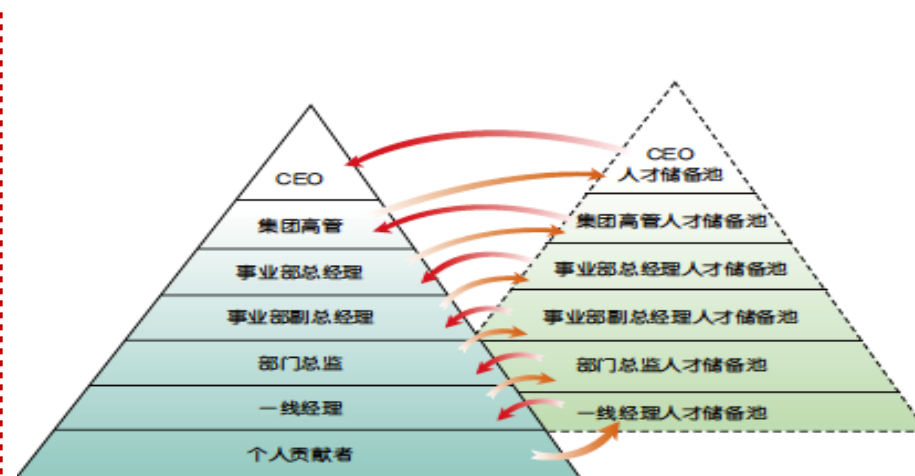 CEO
集团高管
事业部总经理
事业部副总经理
部门总监
一线经理
个人贡献者
CEO
人才储备池
集团高管人才储备池
事业部总经理人才储备池
事业部副总经理人才储备池
部门总监人才储备池
一线经理人才储备池